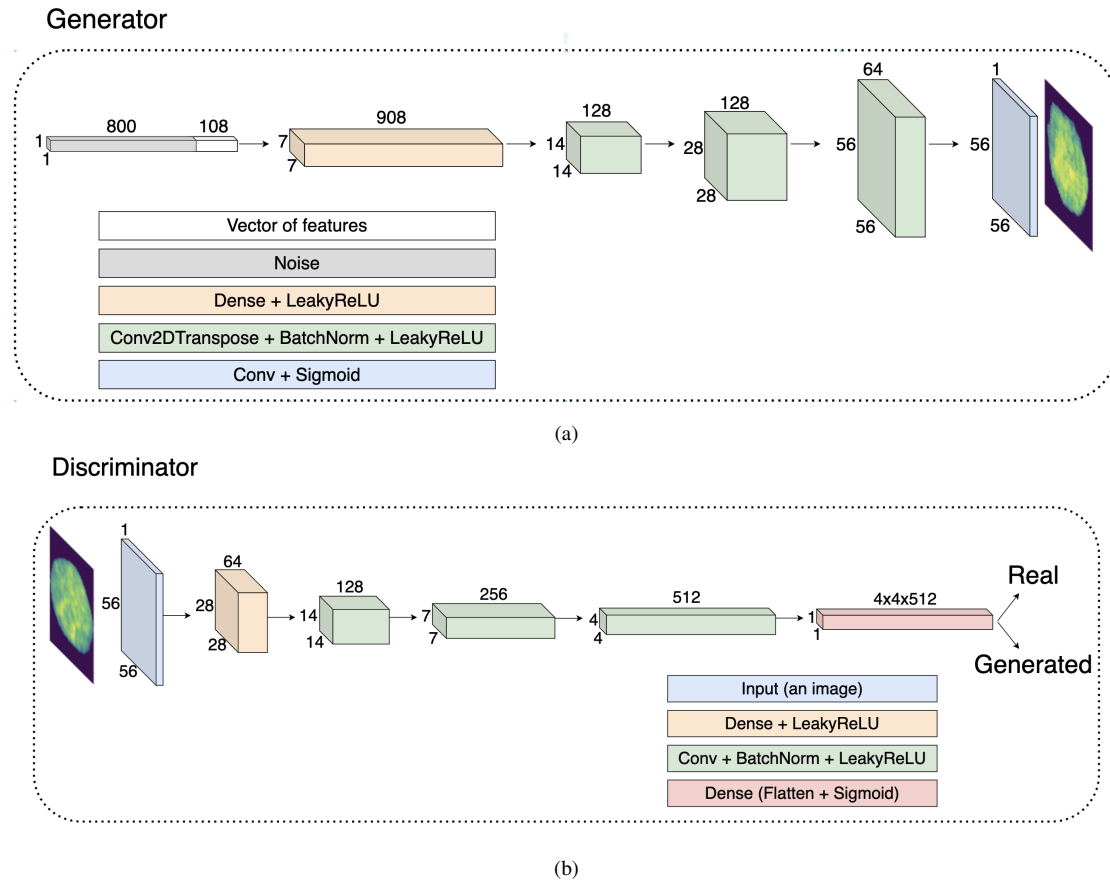 Generator
800 108
1
1
908
7
7
128
14
14
128
28
28
64
56
56
1
56
56
Vector of features
Noise
Dense + LeakyReLU
Conv2DTranspose + BatchNorm + LeakyReLU
Conv + Sigmoid
(a)
Discriminator
1
56
56
64
28
28
128
14
14
256
7
7
512
4
4
4x4x512
1
1
Real
Generated
Input (an image)
Dense + LeakyReLU
Conv + BatchNorm + LeakyReLU
Dense (Flatten + Sigmoid)
(b)